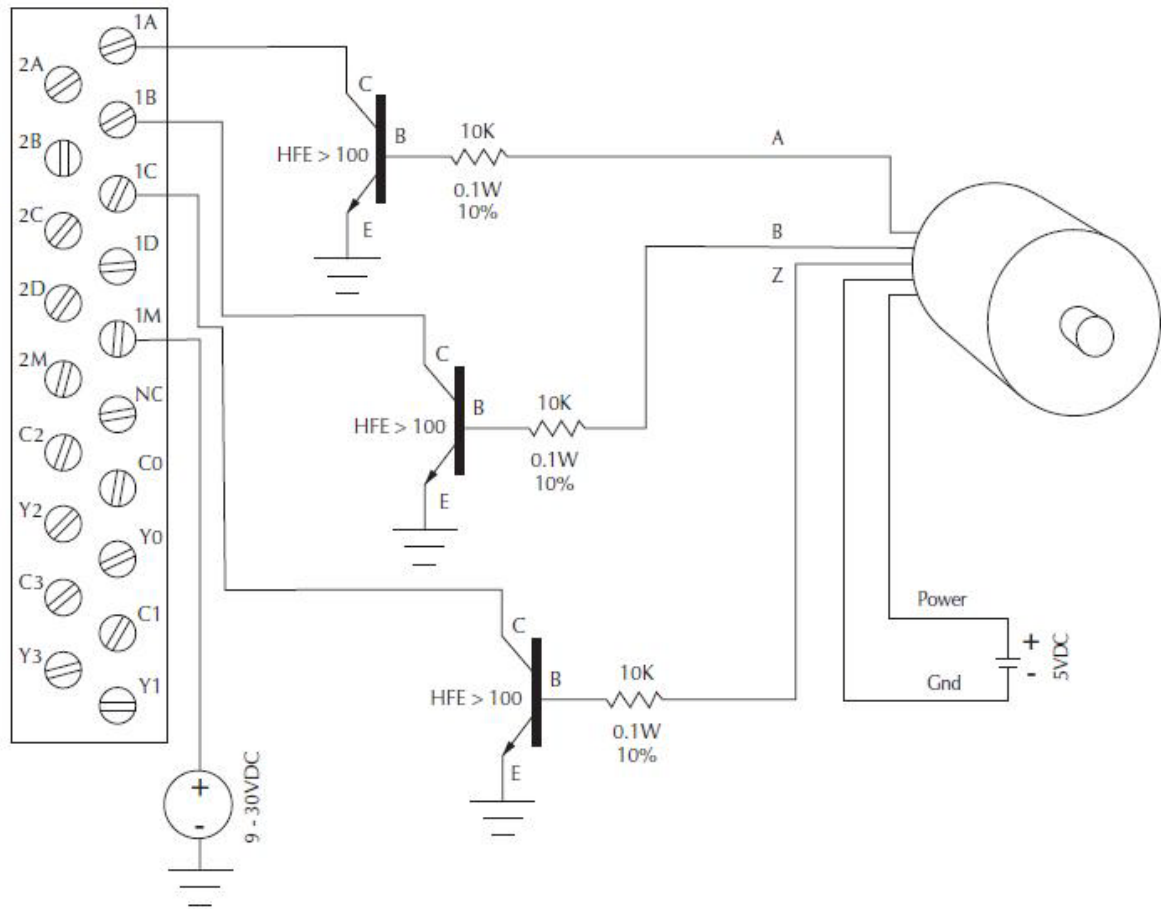 1A
2A
1B
2B
1C
2C
1D
2D
1M
2M
NC
C2
C0
Y2
Y0
C3
C1
Y3
Y1
C
B
HFE > 100
E
10K
0.1W
10%
A
B
Z
C
B
HFE > 100
E
10K
0.1W
10%
C
B
HFE > 100
E
10K
0.1W
10%
Power
Gnd
+
-
5VDC
+
-
9 - 30VDC